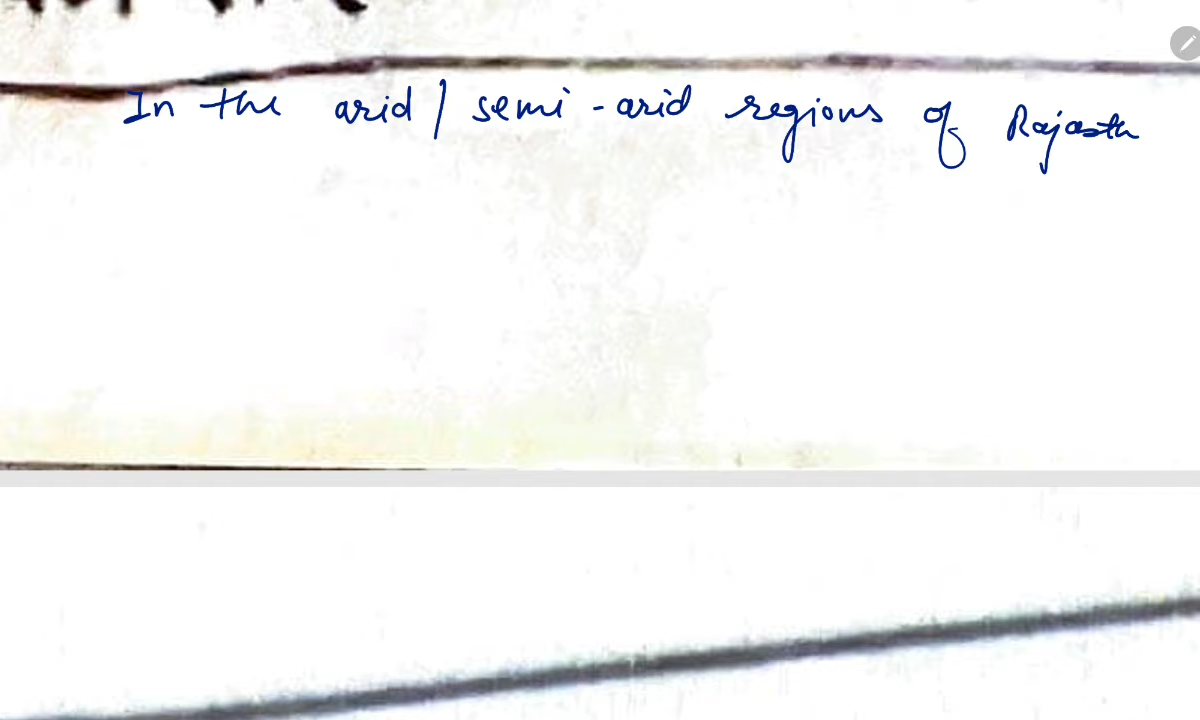 In the arid / semi-arid regions of Rajasth